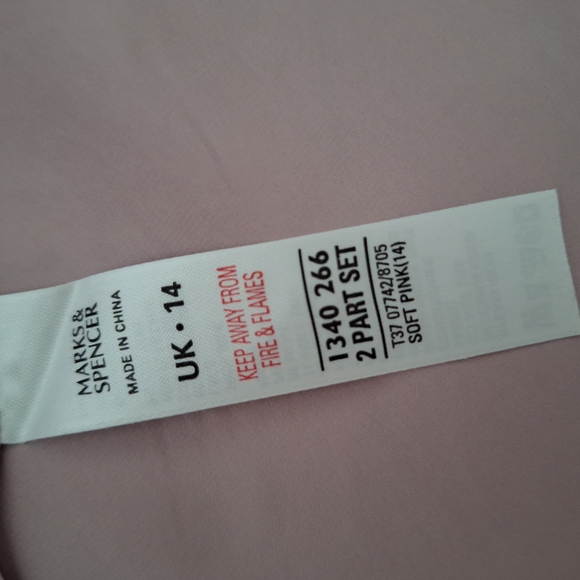 MARKS &
SPENCER
MADE IN CHINA
UK • 14
KEEP AWAY FROM
FIRE & FLAMES
1340 266
2 PART SET
T37 07742/8705
SOFT PINK(14)